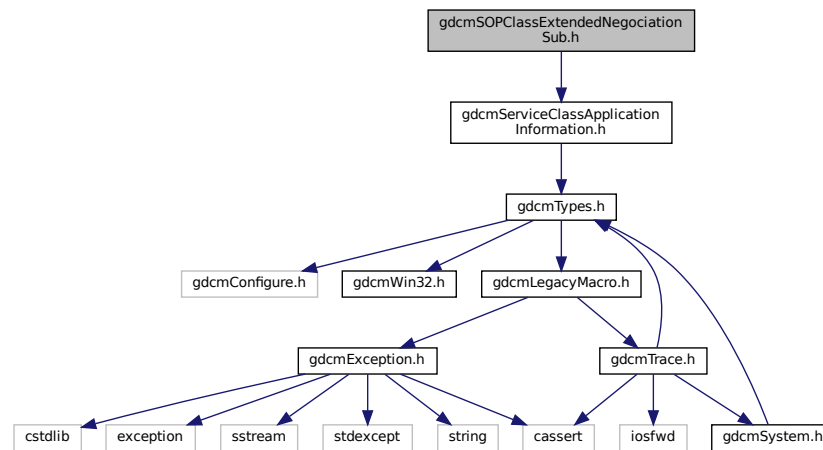 gdcmSOPClassExtendedNegociation
Sub.h
gdcmServiceClassApplication
Information.h
gdcmTypes.h
gdcmConfigure.h
gdcmWin32.h
gdcmLegacyMacro.h
gdcmException.h
gdcmTrace.h
cstdlib
exception
sstream
stdexcept
string
cassert
iosfwd
gdcmSystem.h